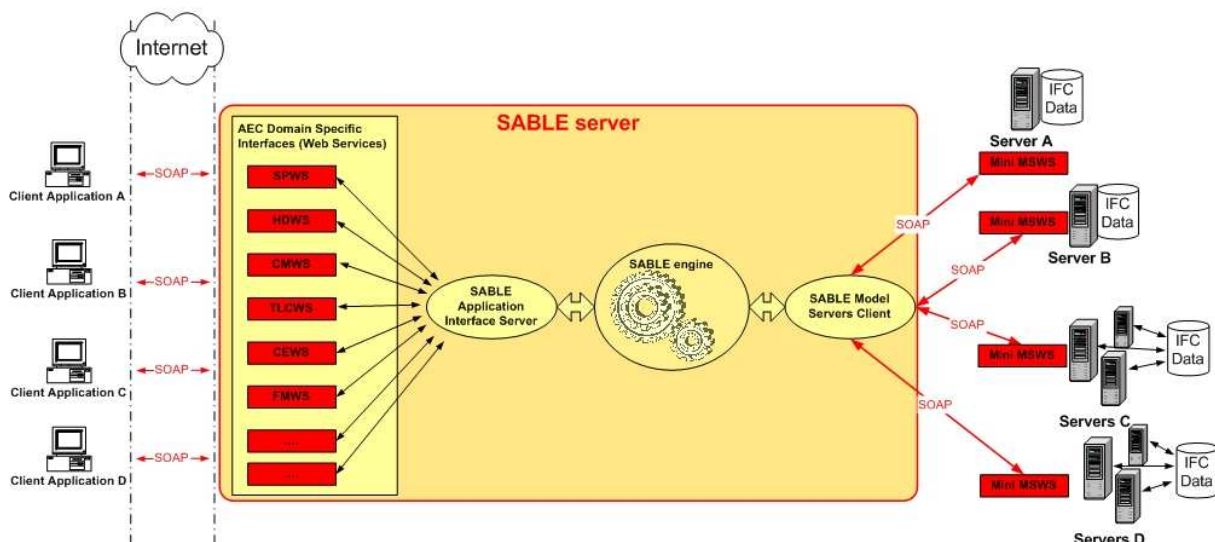 Internet
SABLE server
AEC Domain Specific
Interfaces (Web Services)
SPWS
HDWS
CMWS
TLCWS
CEWS
FMWS
....
....
Client Application A
SOAP
Client Application B
SOAP
Client Application C
SOAP
Client Application D
SOAP
SABLE
Application
Interface Server
SABLE engine
SABLE Model
Servers Client
SOAP
SOAP
SOAP
SOAP
IFC
Data
Server A
Mini MSWS
IFC
Data
Mini MSWS
Server B
IFC
Data
Mini MSWS
Servers C
IFC
Data
Mini MSWS
Servers D